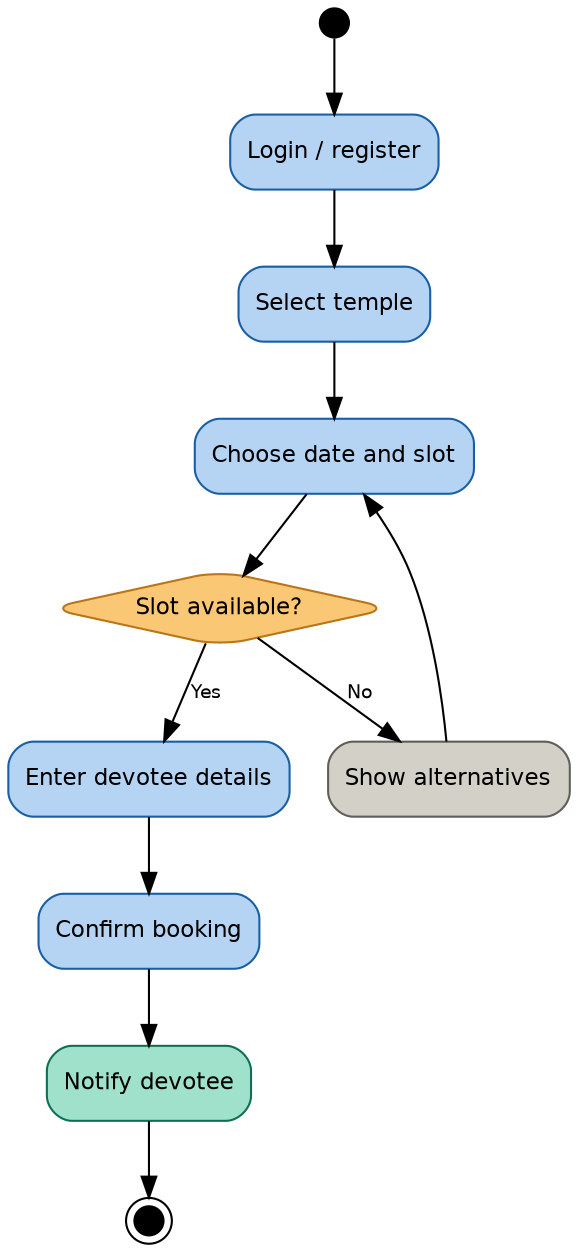 Login / register
Select temple
Choose date and slot
Slot available?
Yes
No
Enter devotee details
Show alternatives
Confirm booking
Notify devotee